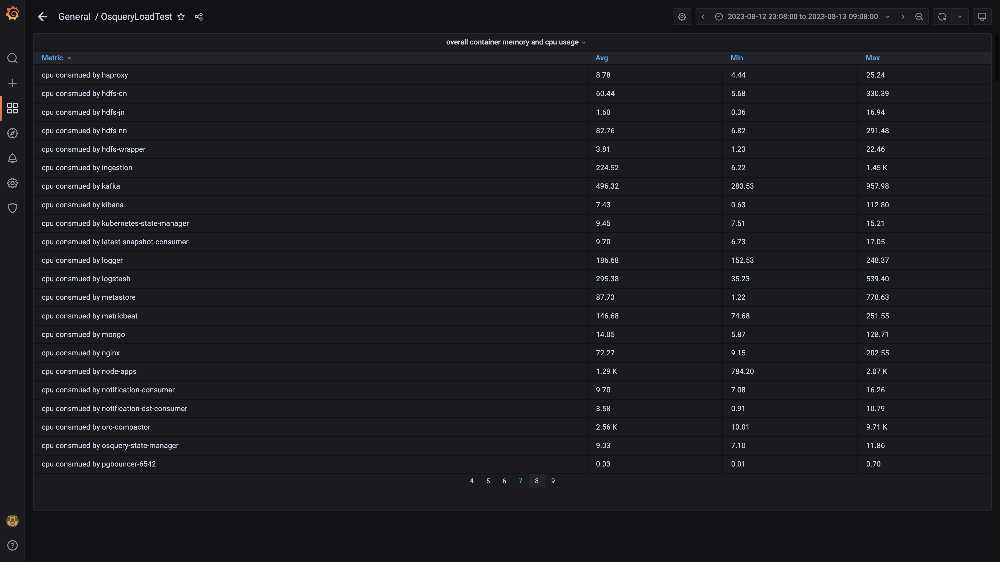 General / OsqueryLoadTest
2023-08-12 23:08:00 to 2023-08-13 09:08:00
overall container memory and cpu usage
Metric Avg Min Max
cpu consmued by haproxy 8.78 4.44 25.24
cpu consmued by hdfs-dn 60.44 5.68 330.39
cpu consmued by hdfs-jn 1.60 0.36 16.94
cpu consmued by hdfs-nn 82.76 6.82 291.48
cpu consmued by hdfs-wrapper 3.81 1.23 22.46
cpu consmued by ingestion 224.52 6.22 1.45 K
cpu consmued by kafka 496.32 283.53 957.98
cpu consmued by kibana 7.43 0.63 112.80
cpu consmued by kubernetes-state-manager 9.45 7.51 15.21
cpu consmued by latest-snapshot-consumer 9.70 6.73 17.05
cpu consmued by logger 186.68 152.53 248.37
cpu consmued by logstash 295.38 35.23 539.40
cpu consmued by metastore 87.73 1.22 778.63
cpu consmued by metricbeat 146.68 74.68 251.55
cpu consmued by mongo 14.05 5.87 128.71
cpu consmued by nginx 72.27 9.15 202.55
cpu consmued by node-apps 1.29 K 784.20 2.07 K
cpu consmued by notification-consumer 9.70 7.08 16.26
cpu consmued by notification-dst-consumer 3.58 0.91 10.79
cpu consmued by orc-compactor 2.56 K 10.01 9.71 K
cpu consmued by osquery-state-manager 9.03 7.10 11.86
cpu consmued by pgbouncer-6542 0.03 0.01 0.70
4 5 6 7 8 9